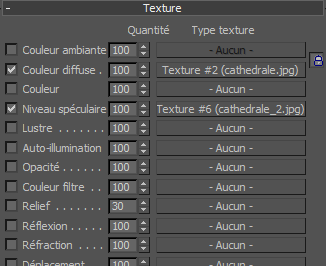 - Texture
Quantité Type texture
Couleur ambiante 100 - Aucun -
Couleur diffuse . 100 Texture #2 (cathedrale.jpg)
Couleur 100 - Aucun -
Niveau spéculaire 100 Texture #6 (cathedrale_2.jpg)
Lustre . . . . . . . 100 - Aucun -
Auto-illumination 100 - Aucun -
Opacité . . . . . . 100 - Aucun -
Couleur filtre . . 100 - Aucun -
Relief . . . . . . . 30 - Aucun -
Réflexion . . . . . 100 - Aucun -
Réfraction . . . . 100 - Aucun -
Déplacement 100 - Aucun -